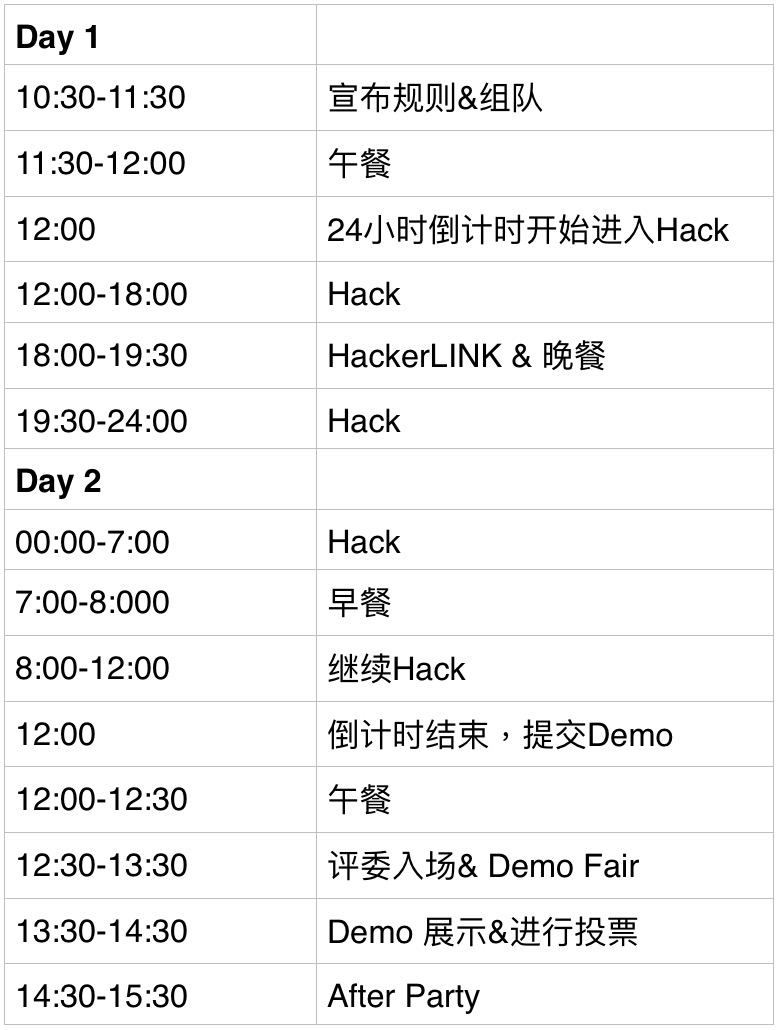 Day 1
10:30-11:30 宣布规则&组队
11:30-12:00 午餐
12:00 24小时倒计时开始进入Hack
12:00-18:00 Hack
18:00-19:30 HackerLINK & 晚餐
19:30-24:00 Hack
Day 2
00:00-7:00 Hack
7:00-8:000 早餐
8:00-12:00 继续Hack
12:00 倒计时结束，提交Demo
12:00-12:30 午餐
12:30-13:30 评委入场& Demo Fair
13:30-14:30 Demo 展示&进行投票
14:30-15:30 After Party